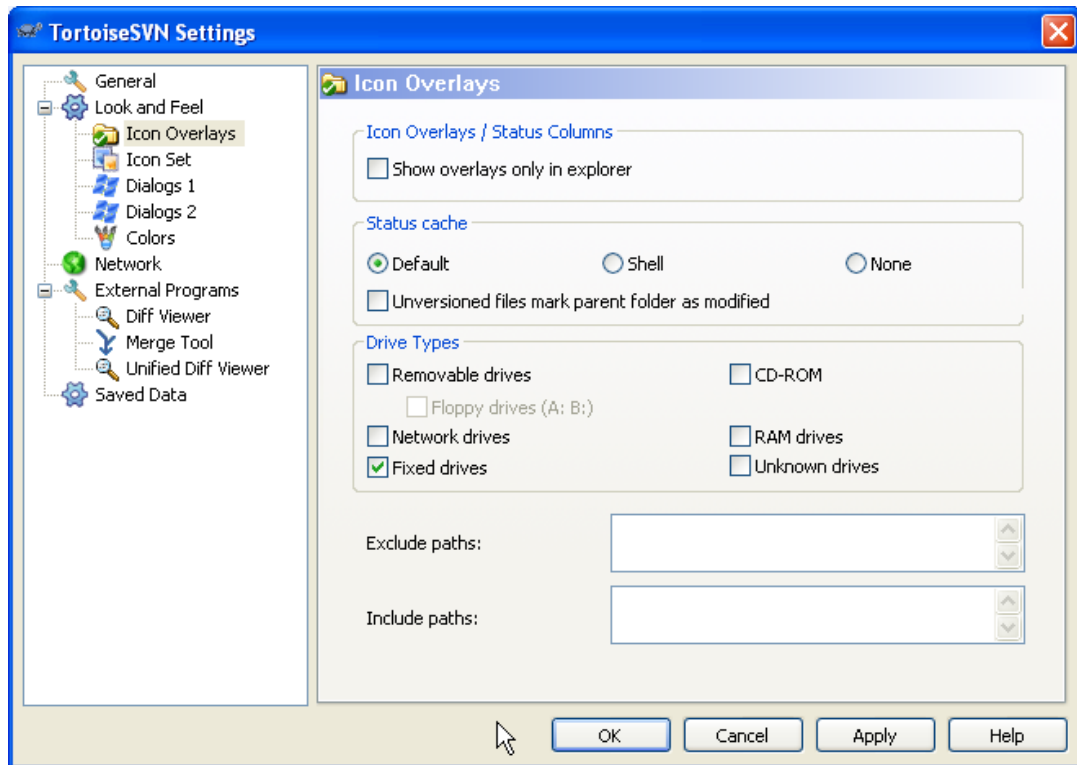 TortoiseSVN Settings
General
Look and Feel
Icon Overlays
Icon Set
Dialogs 1
Dialogs 2
Colors
Network
External Programs
Diff Viewer
Merge Tool
Unified Diff Viewer
Saved Data
Icon Overlays
Icon Overlays / Status Columns
Show overlays only in explorer
Status cache
Default Shell None
Unversioned files mark parent folder as modified
Drive Types
Removable drives CD-ROM
Floppy drives (A: B:)
Network drives RAM drives
Fixed drives Unknown drives
Exclude paths:
Include paths:
OK Cancel Apply Help